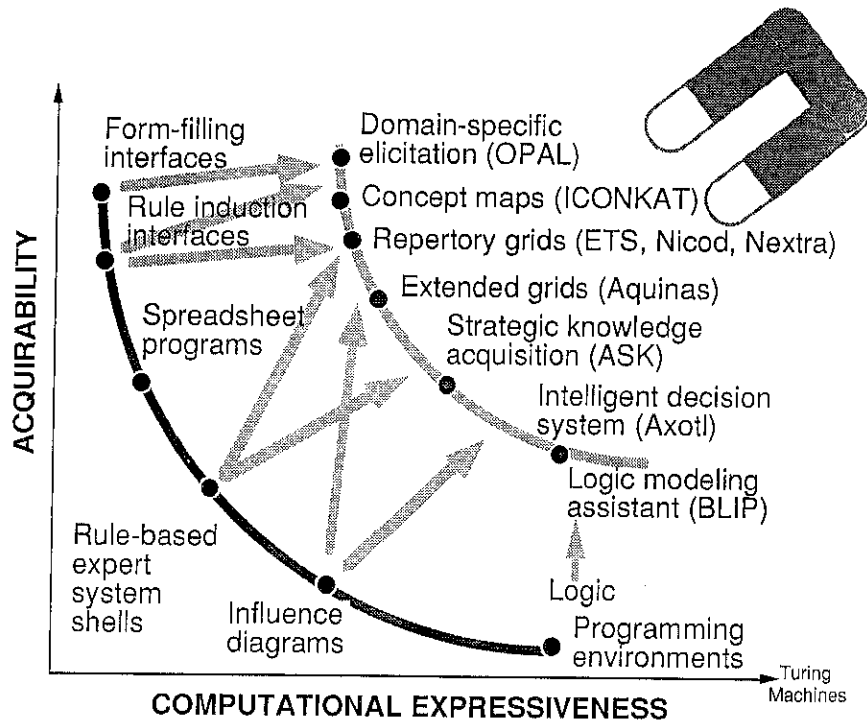 Form-filling
interfaces
Domain-specific
elicitation (OPAL)
Concept maps (ICONKAT)
Rule induction
interfaces
Repertory grids (ETS, Nicod, Nextra)
Extended grids (Aquinas)
Spreadsheet
programs
Strategic knowledge
acquisition (ASK)
Intelligent decision
system (Axotl)
Logic modeling
assistant (BLIP)
Rule-based
expert
system
shells
Influence
diagrams
Logic
Programming
environments
ACQUIRABILITY
COMPUTATIONAL EXPRESSIVENESS
Turing
Machines